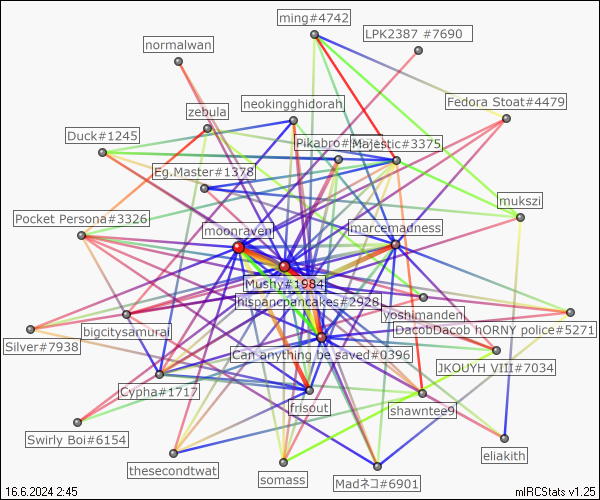 ming#4742
LPK2387 #7690
normalwan
Fedora Stoat#4479
neokingghidorah
zebula
Duck#1245
Pikabro#
Majestic#3375
Eg.Master#1378
mukszi
Pocket Persona#3326
moonraven
marcemadness
Mushy#1984
hispancpancakes#2928
yoshimanden
bigcitysamurai
DacobDacob hORNY police#5271
Silver#7938
Can anything be saved#0396
JKOUYH VIII#7034
Cypha#1717
frlsout
shawntee9
Swirly Boi#6154
eliakith
thesecondtwat
somass
Madネコ#6901
16.6.2024 2:45
mIRCStats v1.25